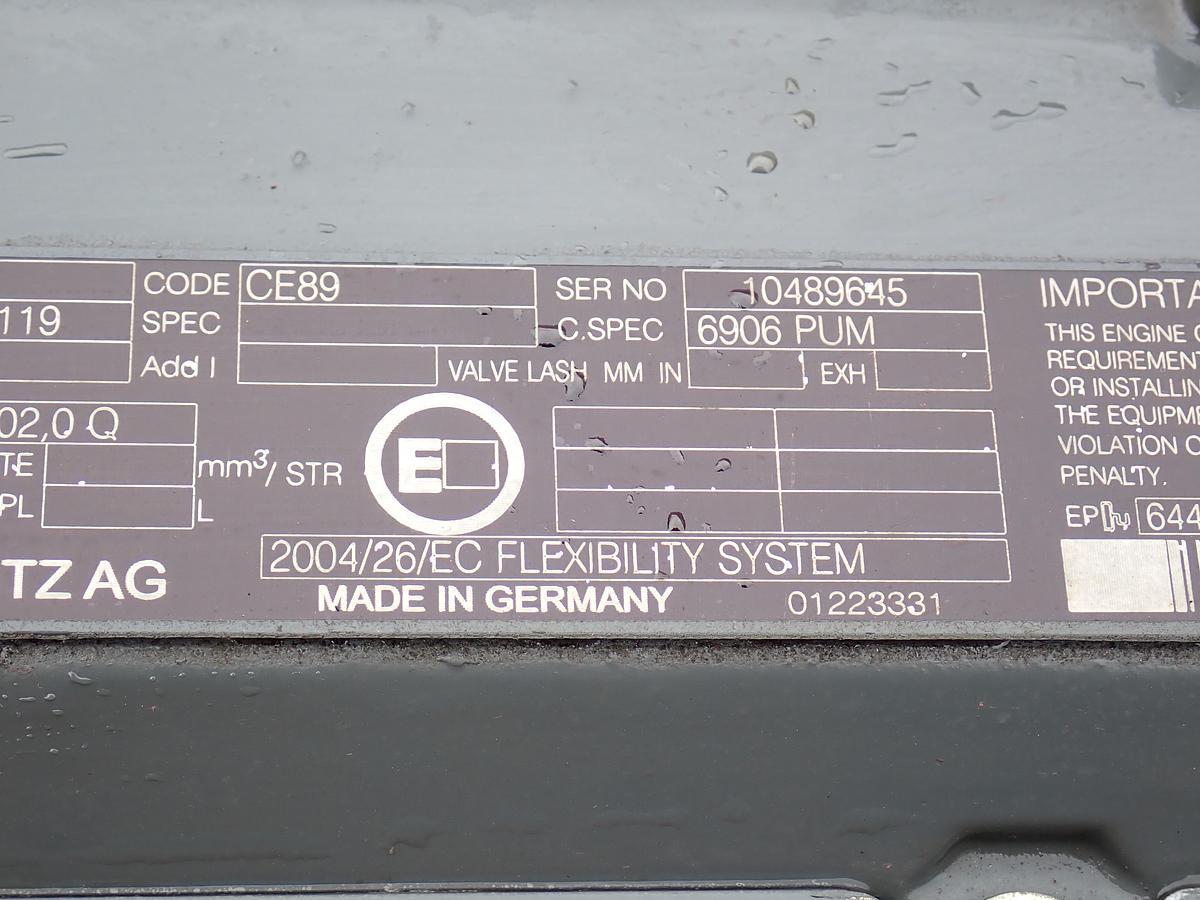 CODE CE89 SER NO 10489645
119 SPEC C.SPEC 6906 PUM
Add I VALVE LASH MM IN EXH
02,0 Q
TE mm³/ STR
PL L
E
2004/26/EC FLEXIBILITY SYSTEM
TZ AG MADE IN GERMANY 01223331
IMPORTA
THIS ENGINE
REQUIREMENT
OR INSTALLIN
THE EQUIPME
VIOLATION
PENALTY.
EP 644